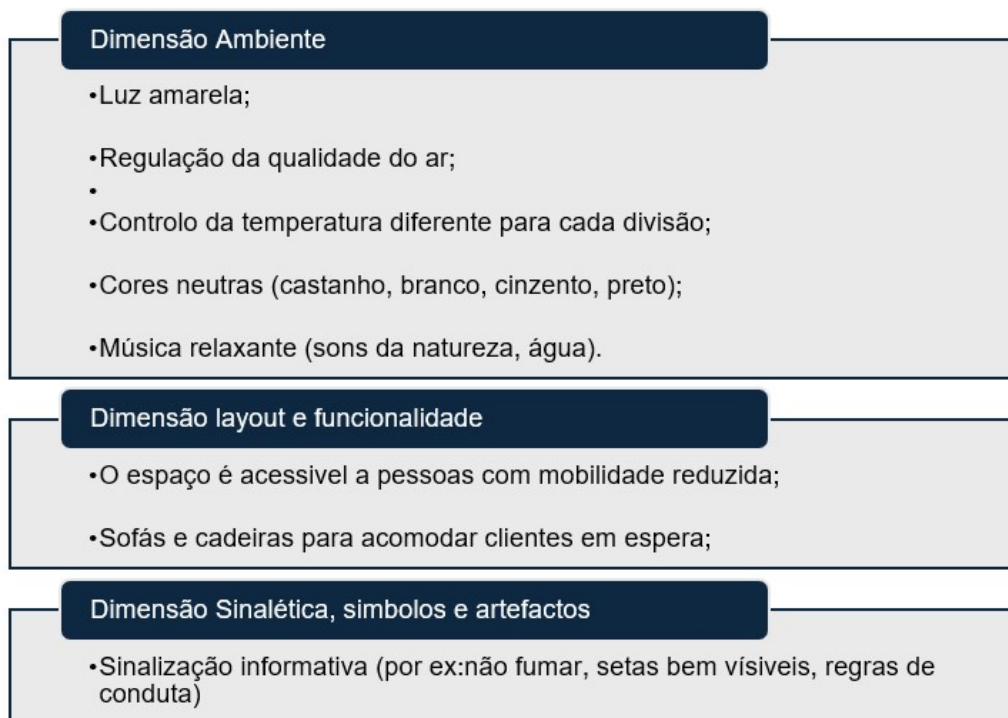 Dimensão Ambiente
•Luz amarela;
•Regulação da qualidade do ar;
•
•Controlo da temperatura diferente para cada divisão;
•Cores neutras (castanho, branco, cinzento, preto);
•Música relaxante (sons da natureza, água).
Dimensão layout e funcionalidade
•O espaço é acessivel a pessoas com mobilidade reduzida;
•Sofás e cadeiras para acomodar clientes em espera;
Dimensão Sinalética, simbolos e artefactos
•Sinalização informativa (por ex:não fumar, setas bem vísiveis, regras de
conduta)